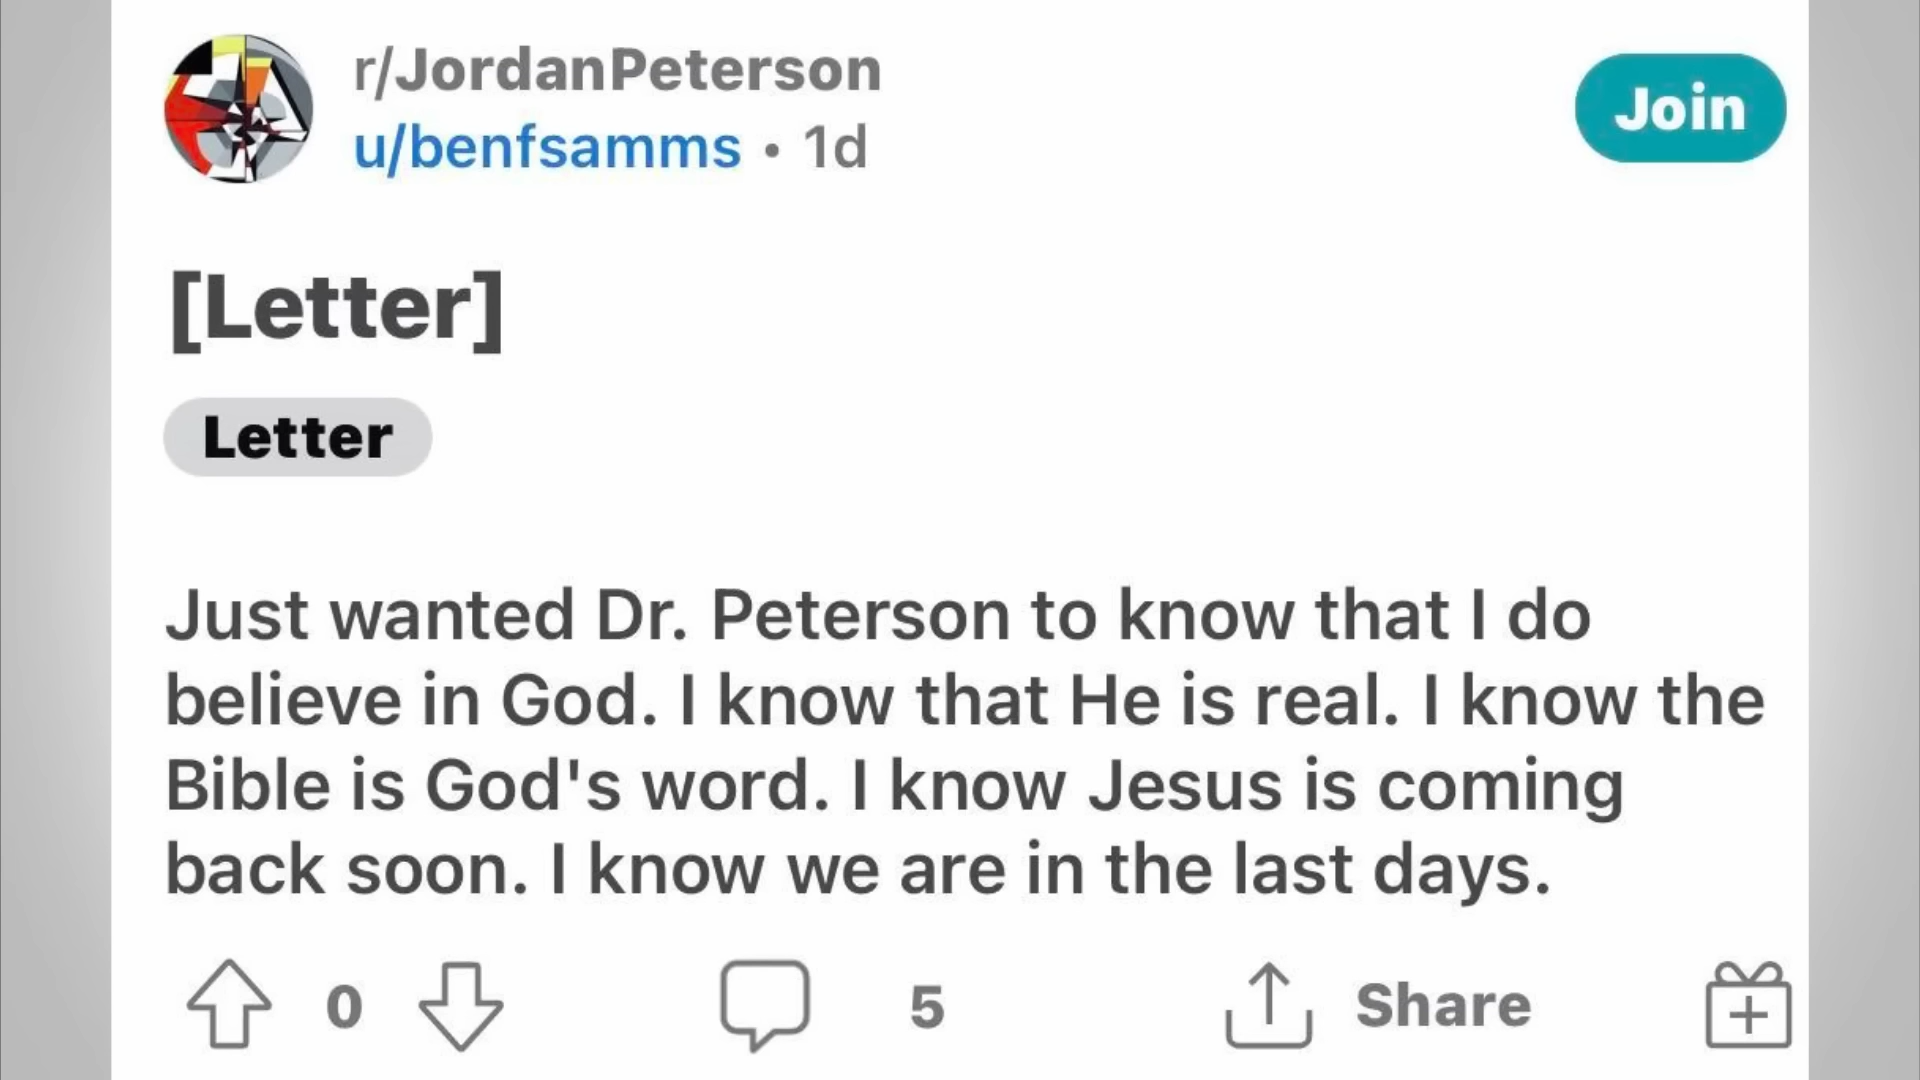 r/JordanPeterson
u/benfsamms • 1d
Join
[Letter]
Letter
Just wanted Dr. Peterson to know that I do
believe in God. I know that He is real. I know the
Bible is God's word. I know Jesus is coming
back soon. I know we are in the last days.
0
5
Share